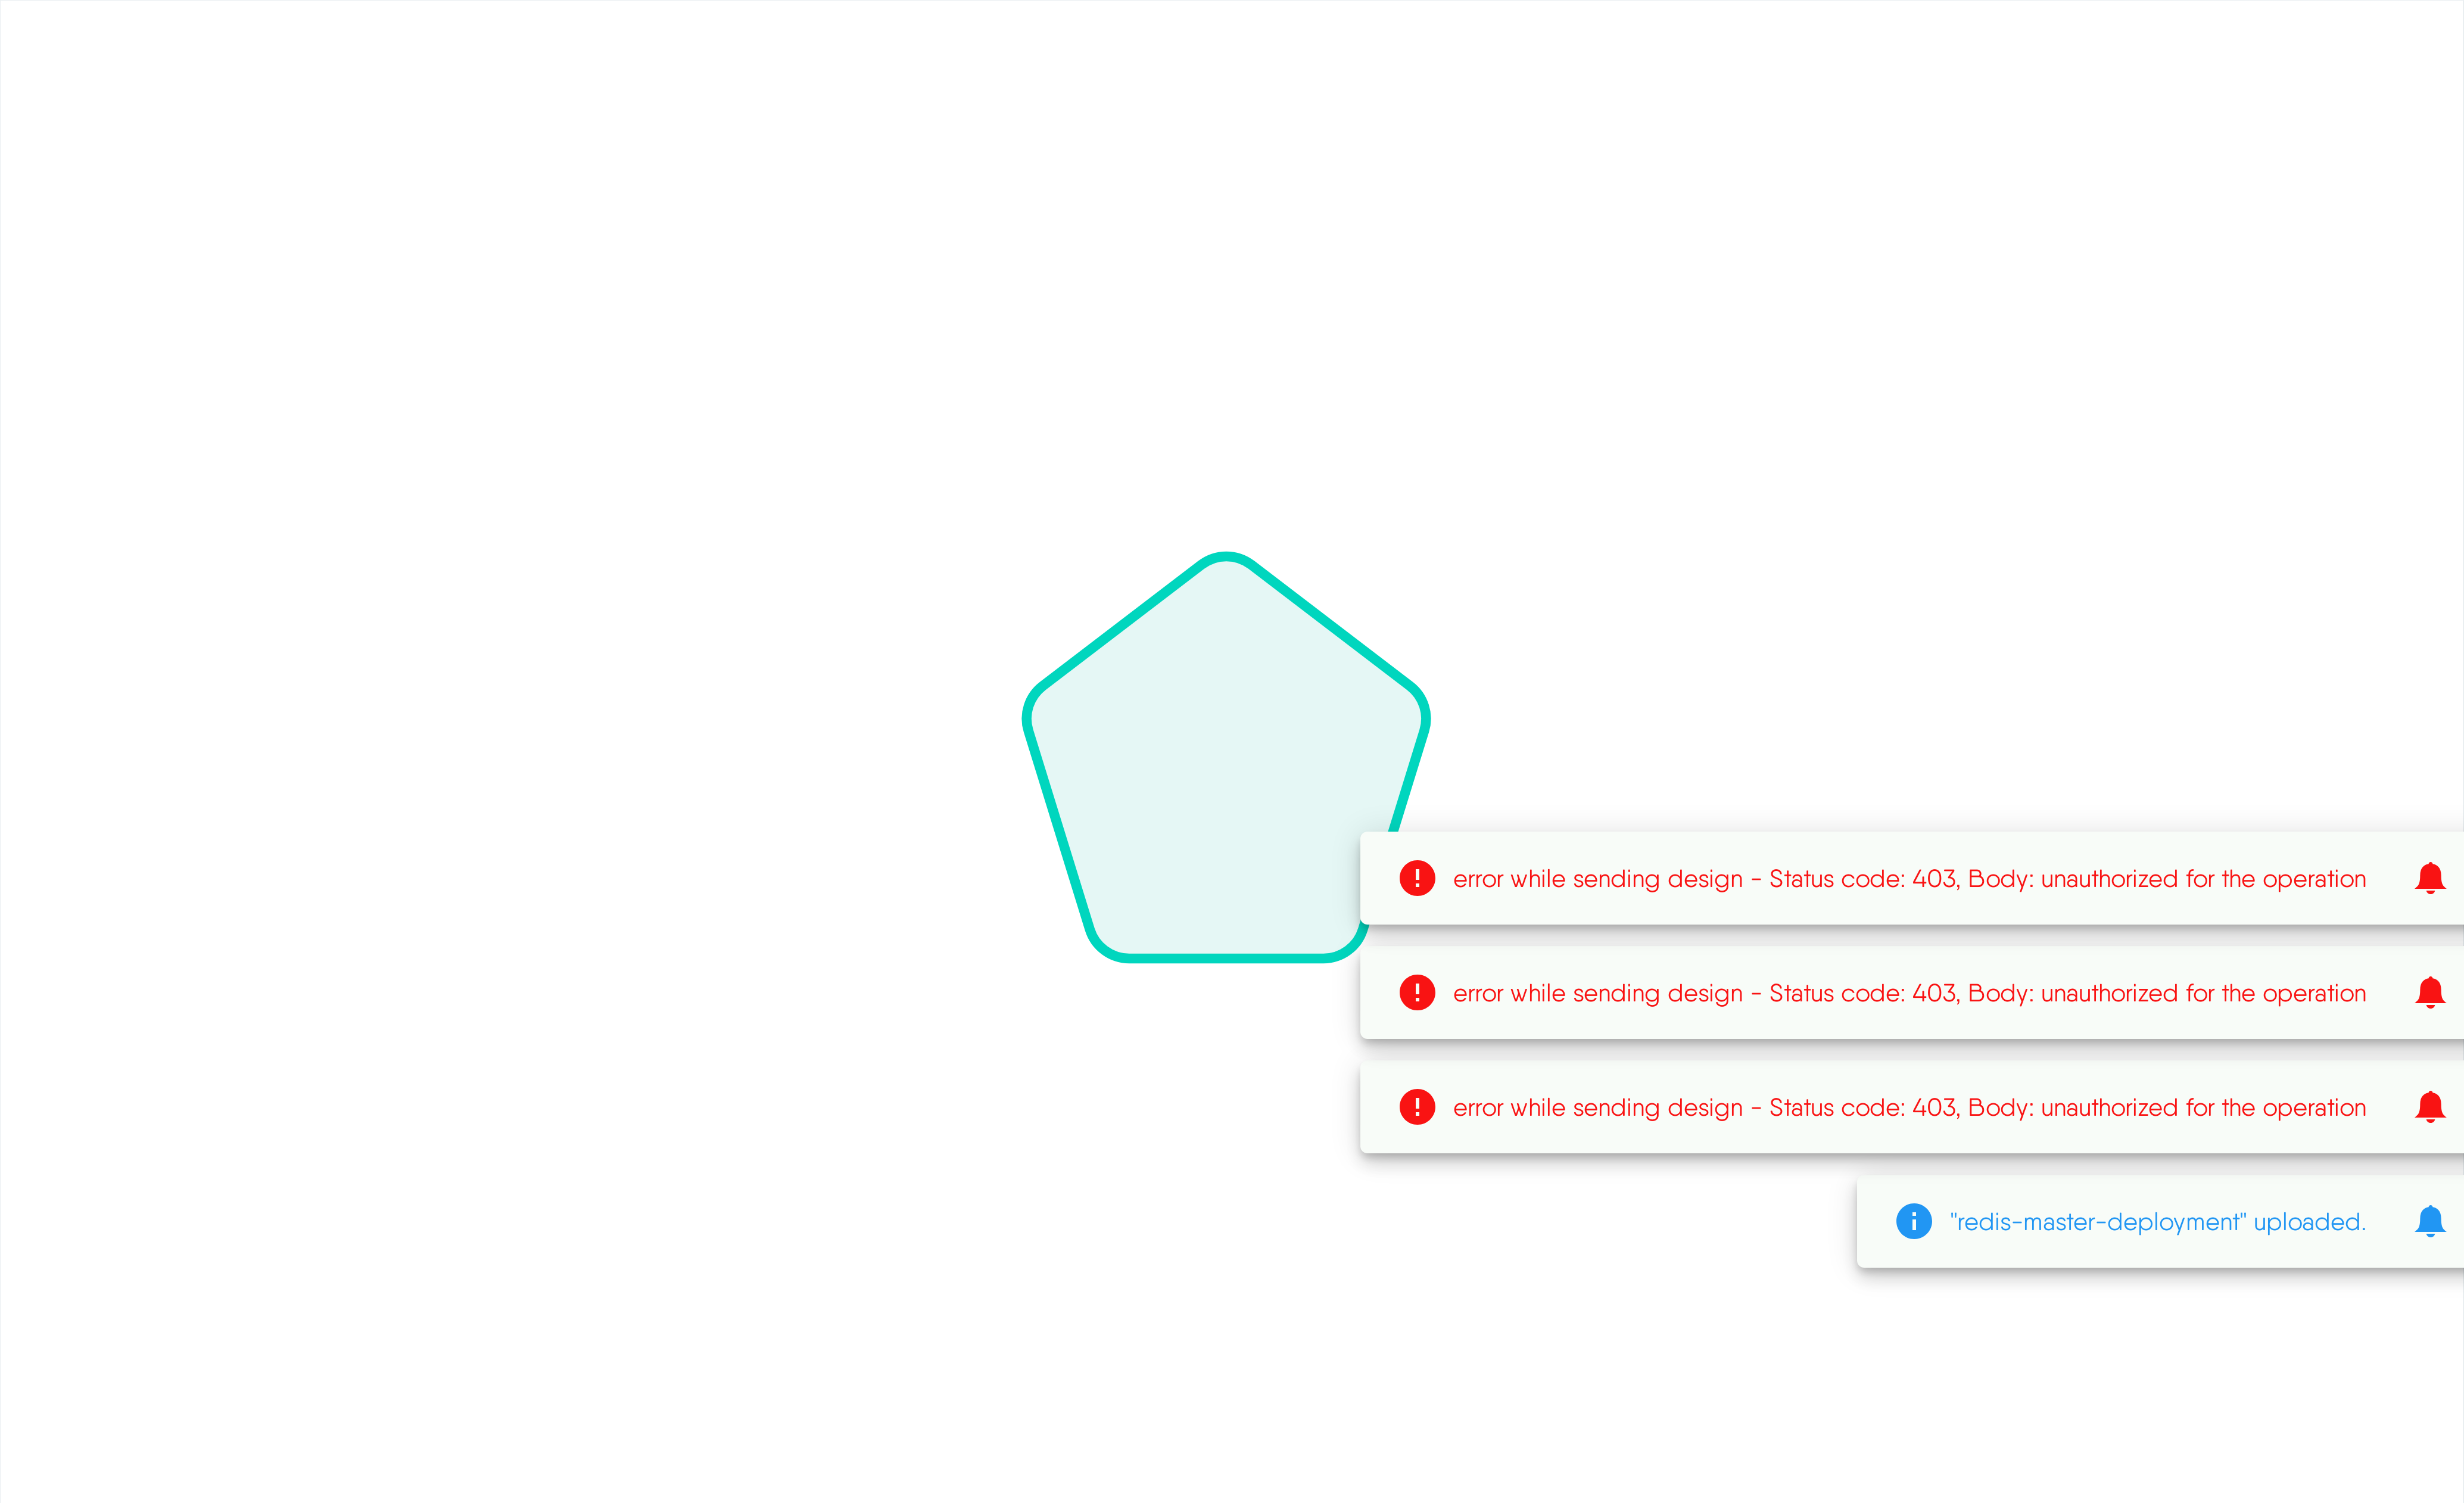 error while sending design - Status code: 403, Body: unauthorized for the operation
error while sending design - Status code: 403, Body: unauthorized for the operation
error while sending design - Status code: 403, Body: unauthorized for the operation
"redis-master-deployment" uploaded.